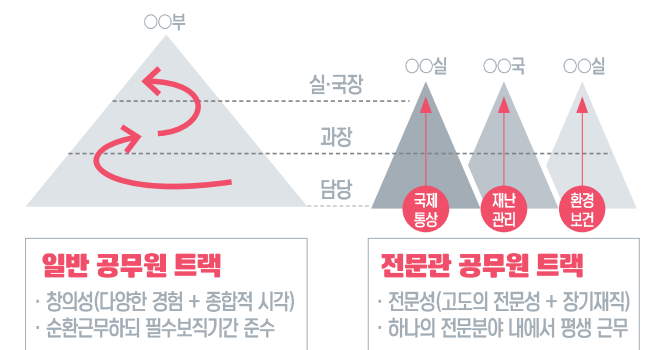 ○○부
○○실
○○국
○○실
실·국장
과장
담당
국제
통상
재난
관리
환경
보건
일반 공무원 트랙
· 창의성(다양한 경험 + 종합적 시각)
· 순환근무하되 필수보직기간 준수
전문관 공무원 트랙
· 전문성(고도의 전문성 + 장기재직)
· 하나의 전문분야 내에서 평생 근무